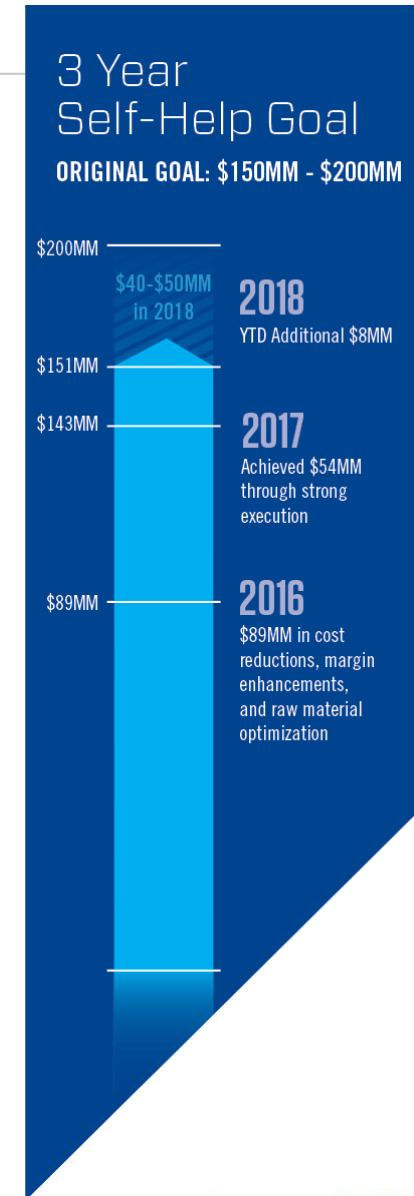 3 Year
Self-Help Goal
ORIGINAL GOAL: $150MM - $200MM
$200MM
$40-$50MM
in 2018
2018
YTD Additional $8MM
$151MM
$143MM
2017
Achieved $54MM
through strong
execution
$89MM
2016
$89MM in cost
reductions, margin
enhancements,
and raw material
optimization